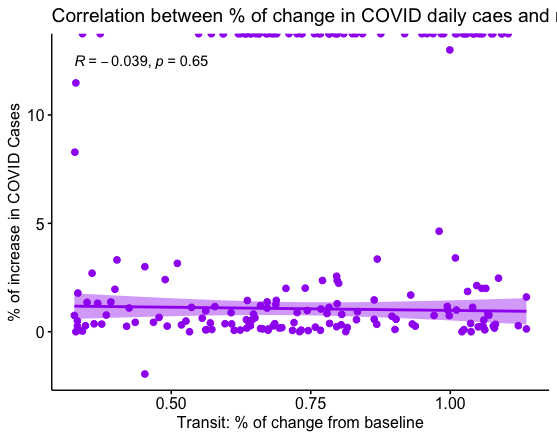 Correlation between % of change in COVID daily caes and
R = −0.039, p = 0.65
% of increase in COVID Cases
10
5
0
0.50 0.75 1.00
Transit: % of change from baseline